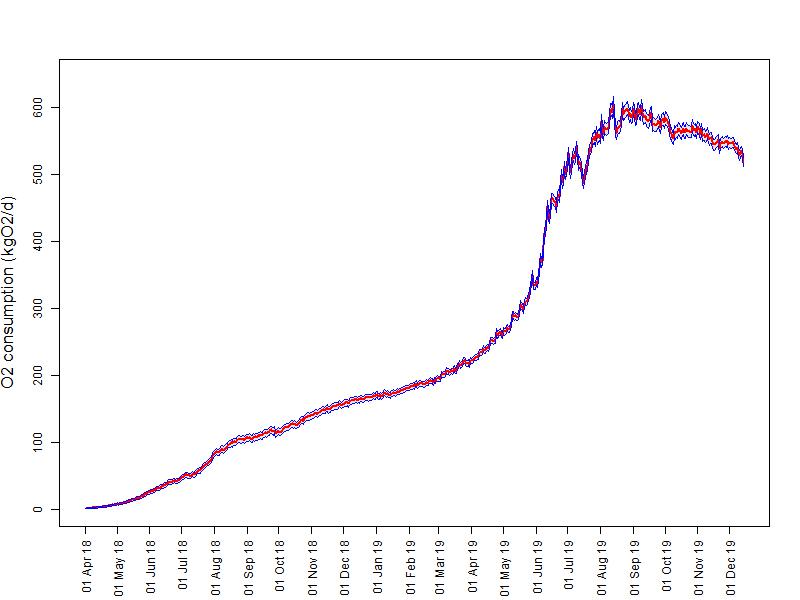 O2 consumption (kgO2/d)
600
500
400
300
200
100
0
01 Apr 18
01 May 18
01 Jun 18
01 Jul 18
01 Aug 18
01 Sep 18
01 Oct 18
01 Nov 18
01 Dec 18
01 Jan 19
01 Feb 19
01 Mar 19
01 Apr 19
01 May 19
01 Jun 19
01 Jul 19
01 Aug 19
01 Sep 19
01 Oct 19
01 Nov 19
01 Dec 19